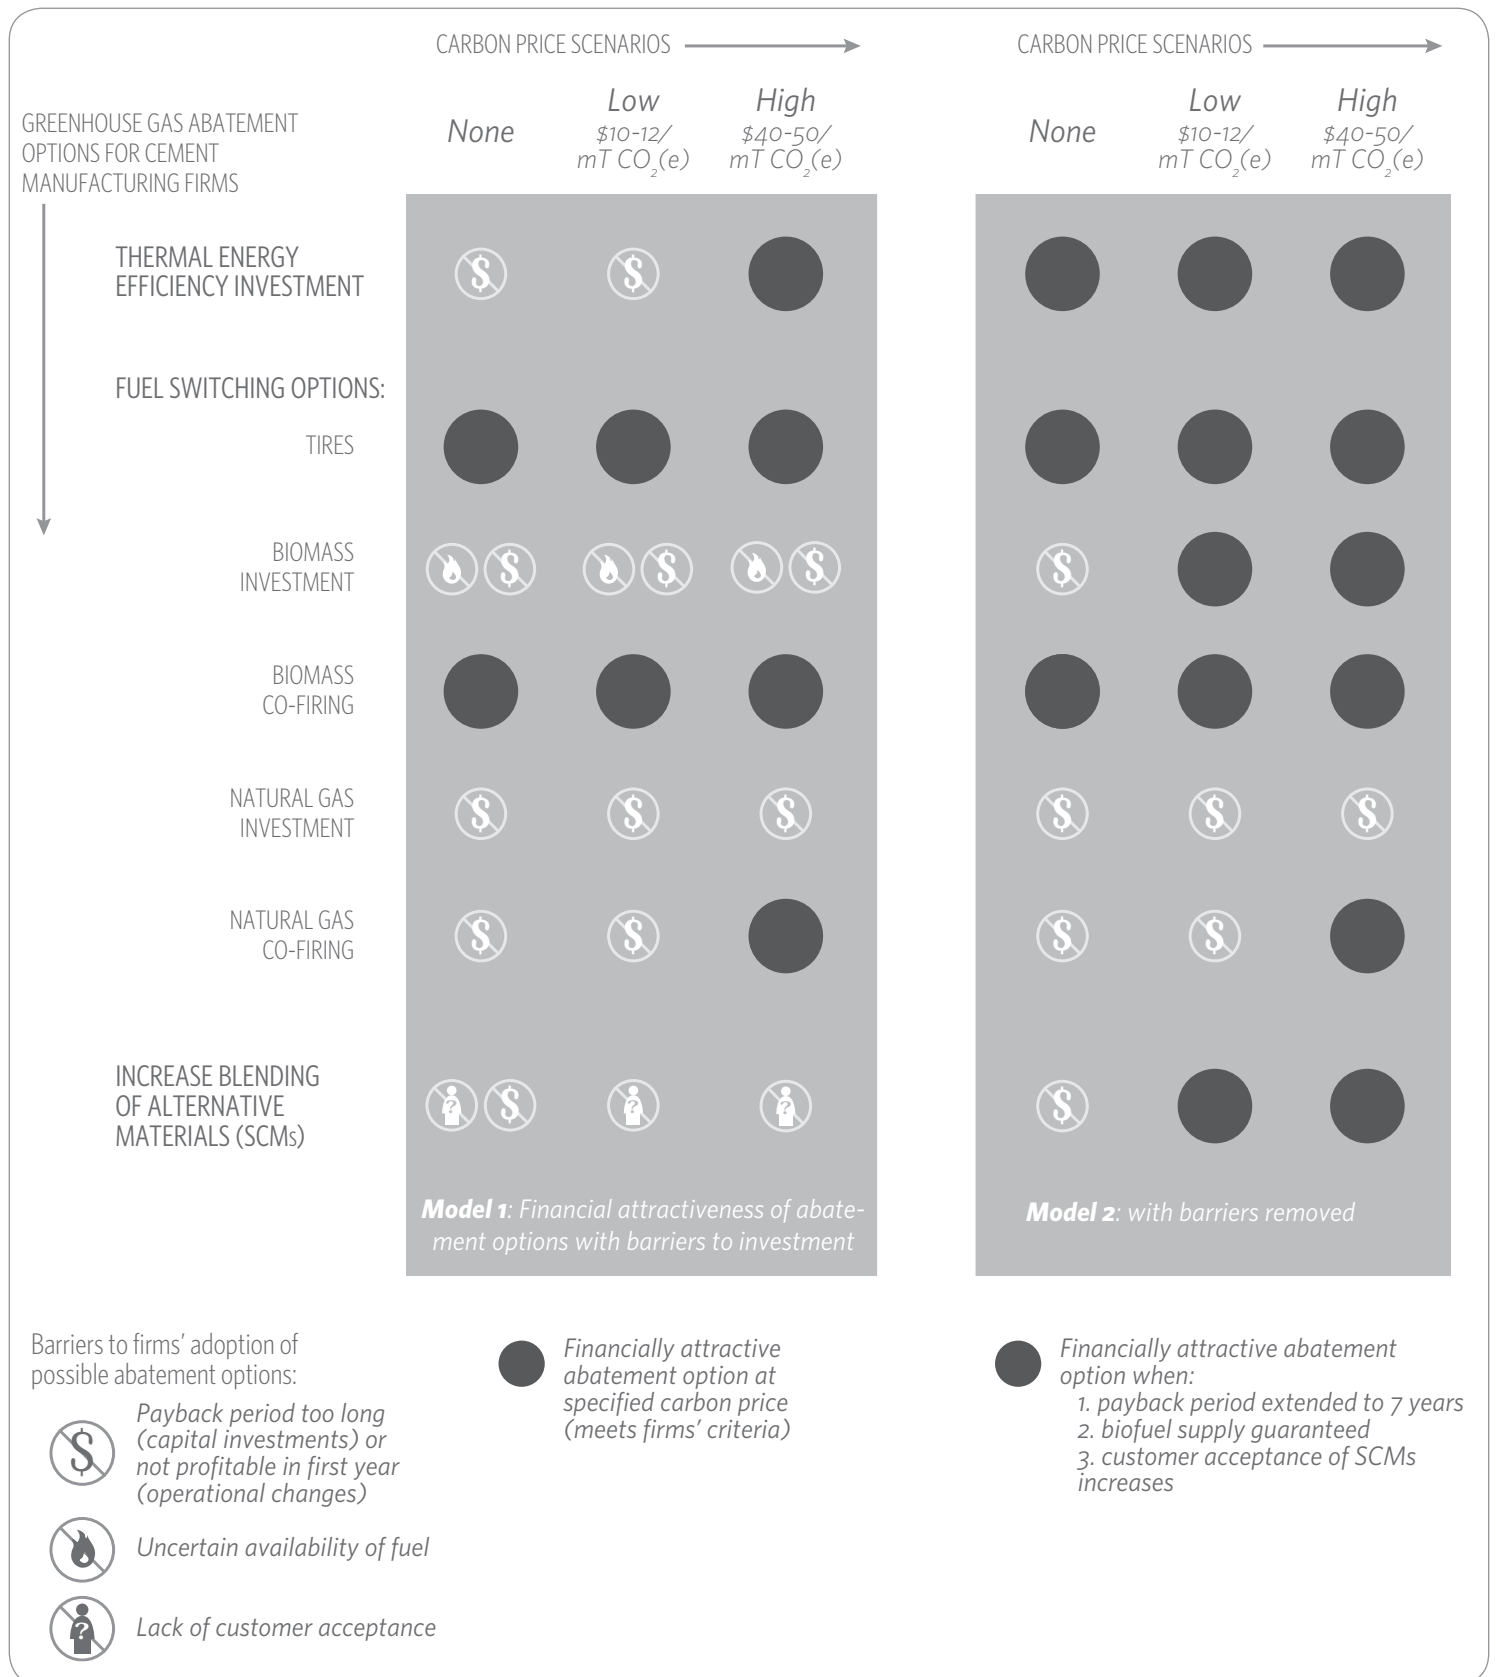 CARBON PRICE SCENARIOS
CARBON PRICE SCENARIOS
GREENHOUSE GAS ABATEMENT
OPTIONS FOR CEMENT
MANUFACTURING FIRMS
None
Low
$10-12/
mT CO₂(e)
High
$40-50/
mT CO₂(e)
None
Low
$10-12/
mT CO₂(e)
High
$40-50/
mT CO₂(e)
THERMAL ENERGY
EFFICIENCY INVESTMENT
FUEL SWITCHING OPTIONS:
TIRES
BIOMASS
INVESTMENT
BIOMASS
CO-FIRING
NATURAL GAS
INVESTMENT
NATURAL GAS
CO-FIRING
INCREASE BLENDING
OF ALTERNATIVE
MATERIALS (SCMs)
Model 1: Financial attractiveness of abate-
ment options with barriers to investment
Model 2: with barriers removed
Barriers to firms' adoption of
possible abatement options:
Payback period too long
(capital investments) or
not profitable in first year
(operational changes)
Uncertain availability of fuel
Lack of customer acceptance
Financially attractive
abatement option at
specified carbon price
(meets firms' criteria)
Financially attractive abatement
option when:
1. payback period extended to 7 years
2. biofuel supply guaranteed
3. customer acceptance of SCMs
increases